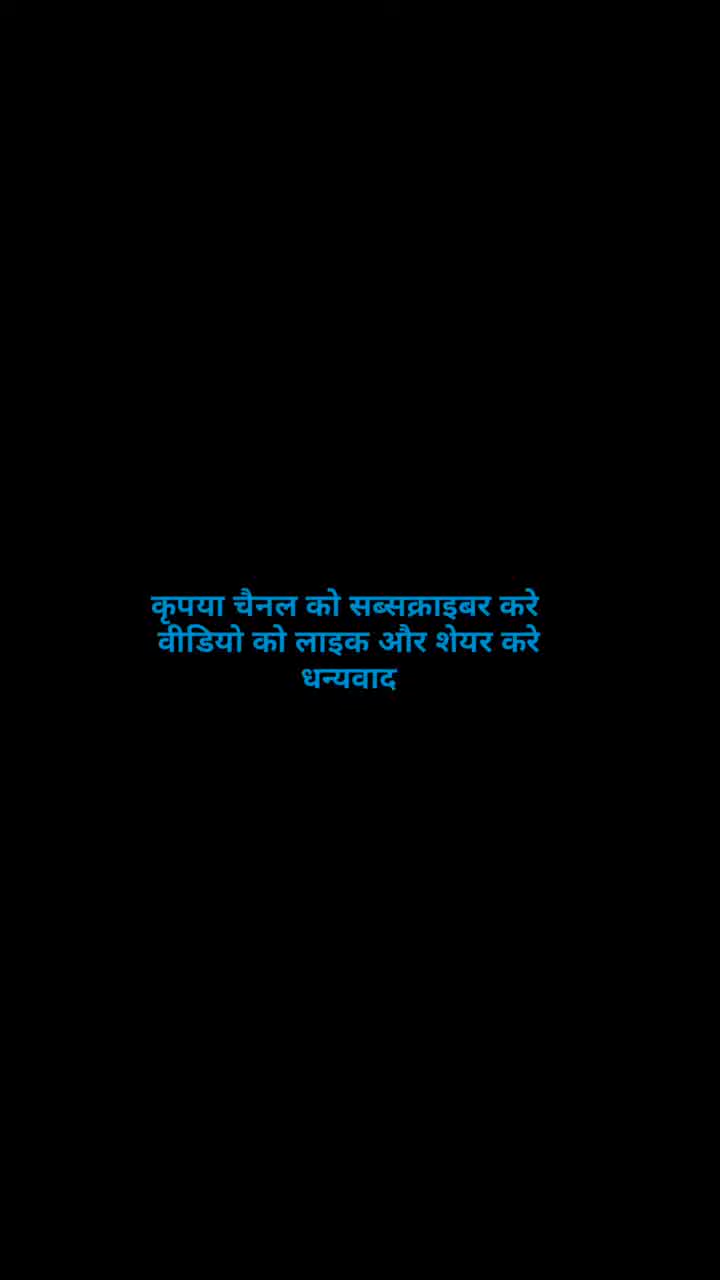 कृपया चैनल को सब्सक्राइबर करे
वीडियो को लाइक और शेयर करे
धन्यवाद